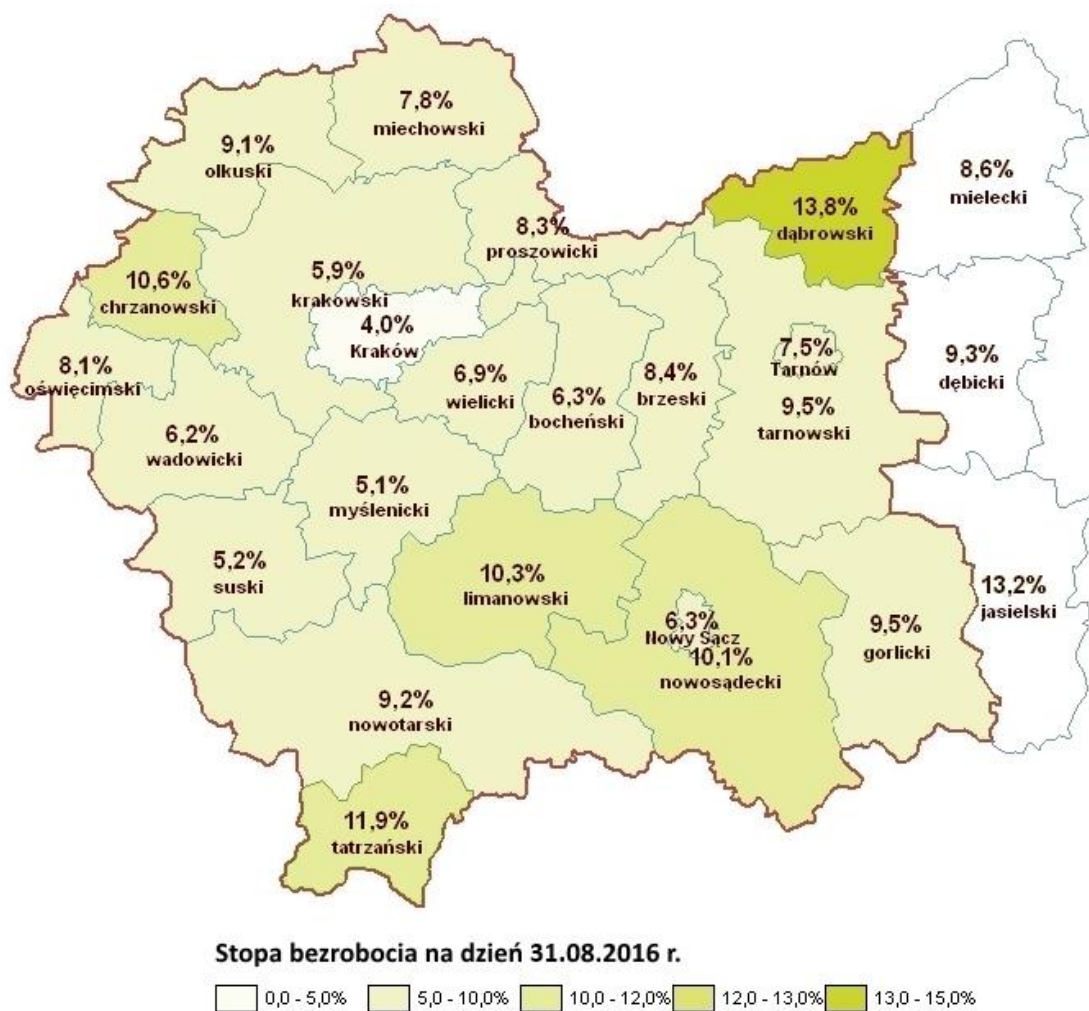 7,8%
miechowski
9,1%
olkuski
8,6%
mielecki
13,8%
dąbrowski
8,3%
proszowicki
5,9%
krakowski
10,6%
chrzanowski
4,0%
Kraków
7,5%
Tarnów
9,3%
dębicki
8,1%
oświęcimski
6,9%
wielicki
6,3%
bocheński
8,4%
brzeski
9,5%
tarnowski
6,2%
wadowicki
5,1%
myślenicki
5,2%
suski
10,3%
limanowski
13,2%
jasielski
6,3%
Nowy Sącz
10,1%
nowosądecki
9,5%
gorlicki
9,2%
nowotarski
11,9%
tatrzański
Stopa bezrobocia na dzień 31.08.2016 r.
0,0 - 5,0% 5,0 - 10,0% 10,0 - 12,0% 12,0 - 13,0% 13,0 - 15,0%